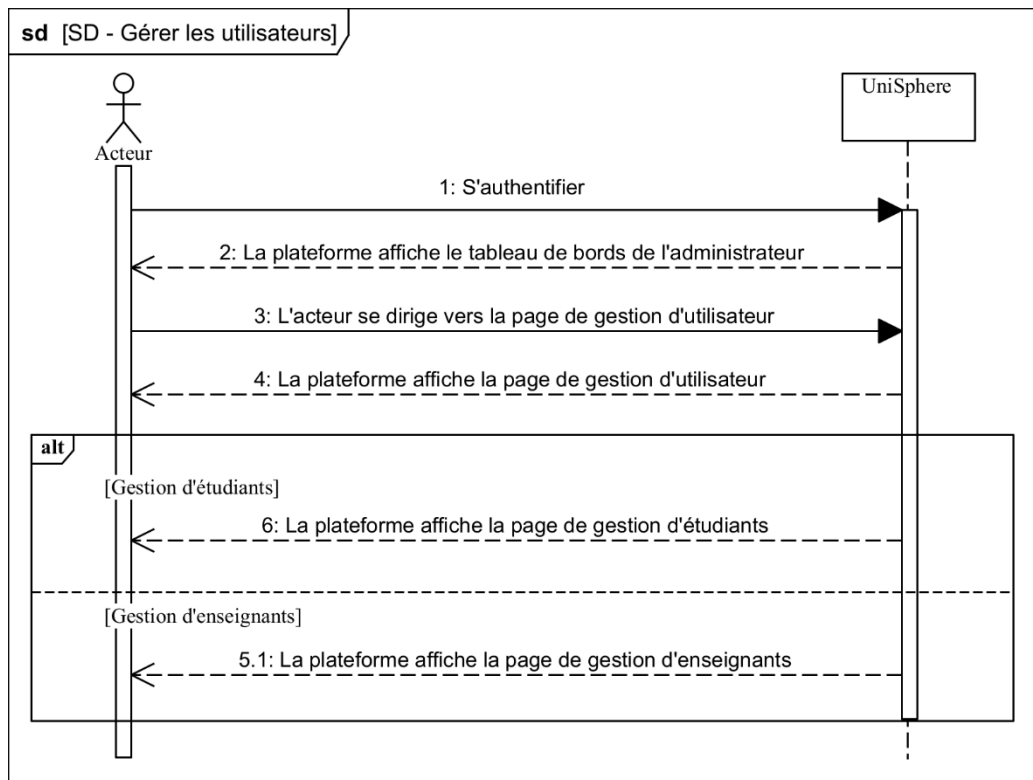 sd [SD - Gérer les utilisateurs]
Acteur
UniSphere
1: S'authentifier
2: La plateforme affiche le tableau de bords de l'administrateur
3: L'acteur se dirige vers la page de gestion d'utilisateur
4: La plateforme affiche la page de gestion d'utilisateur
alt
[Gestion d'étudiants]
6: La plateforme affiche la page de gestion d'étudiants
[Gestion d'enseignants]
5.1: La plateforme affiche la page de gestion d'enseignants